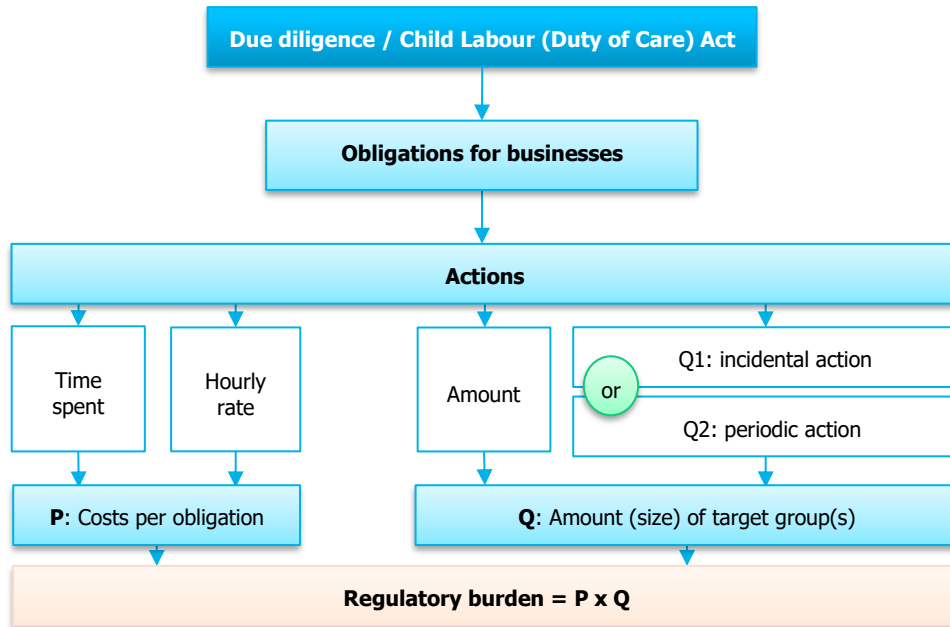 Due diligence / Child Labour (Duty of Care) Act
Obligations for businesses
Actions
Time
spent
Hourly
rate
Amount
Q1: incidental action
or
Q2: periodic action
P: Costs per obligation
Q: Amount (size) of target group(s)
Regulatory burden = P x Q